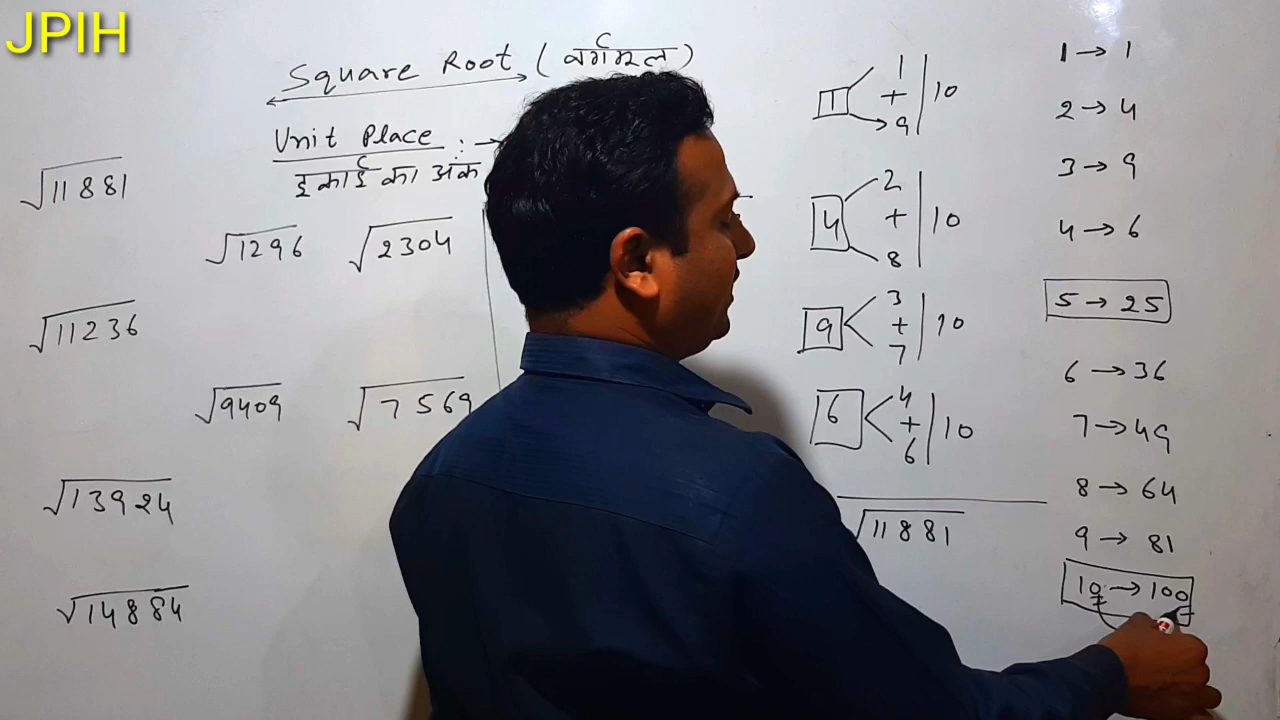 JPIH
Square Root (वर्गमूल)
Unit Place :→
इकाई का अंक
√11881
√1296 √2304
√11236
√9409 √7569
√13924
√14884
1 1 + 9 10
4 2 + 8 10
9 3 + 7 10
6 4 + 6 10
√11881
1 → 1
2 → 4
3 → 9
4 → 6
5 → 25
6 → 36
7 → 49
8 → 64
9 → 81
10 → 100